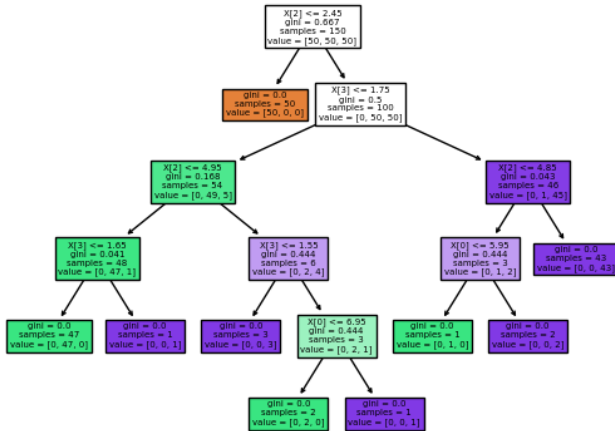 X[2] <= 2.45
gini = 0.667
samples = 150
value = [50, 50, 50]
gini = 0.0
samples = 50
value = [50, 0, 0]
X[3] <= 1.75
gini = 0.5
samples = 100
value = [0, 50, 50]
X[2] <= 4.95
gini = 0.168
samples = 54
value = [0, 49, 5]
X[2] <= 4.85
gini = 0.043
samples = 46
value = [0, 1, 45]
X[3] <= 1.65
gini = 0.041
samples = 48
value = [0, 47, 1]
X[3] <= 1.55
gini = 0.444
samples = 6
value = [0, 2, 4]
X[0] <= 5.95
gini = 0.444
samples = 3
value = [0, 1, 2]
gini = 0.0
samples = 43
value = [0, 0, 43]
gini = 0.0
samples = 47
value = [0, 47, 0]
gini = 0.0
samples = 1
value = [0, 0, 1]
gini = 0.0
samples = 3
value = [0, 0, 3]
X[0] <= 6.95
gini = 0.444
samples = 3
value = [0, 2, 1]
gini = 0.0
samples = 1
value = [0, 1, 0]
gini = 0.0
samples = 2
value = [0, 0, 2]
gini = 0.0
samples = 2
value = [0, 2, 0]
gini = 0.0
samples = 1
value = [0, 0, 1]